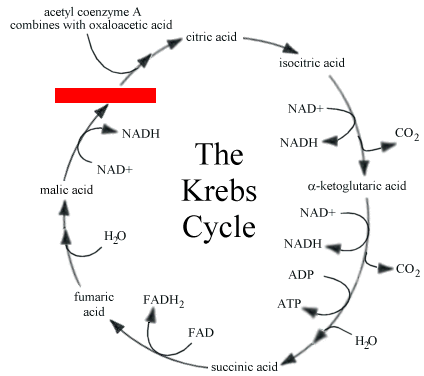 acetyl coenzyme A
combines with oxaloacetic acid
citric acid
isocitric acid
NAD+
NADH
CO2
α-ketoglutaric acid
NAD+
NADH
CO2
ADP
ATP
H2O
succinic acid
FAD
FADH2
fumaric
acid
H2O
malic acid
NAD+
NADH
The
Krebs
Cycle